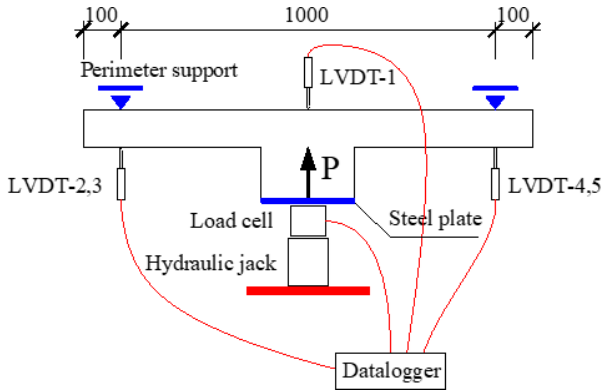 100 1000 100
Perimeter support
LVDT-1
P
LVDT-2,3
LVDT-4,5
Load cell
Steel plate
Hydraulic jack
Datalogger